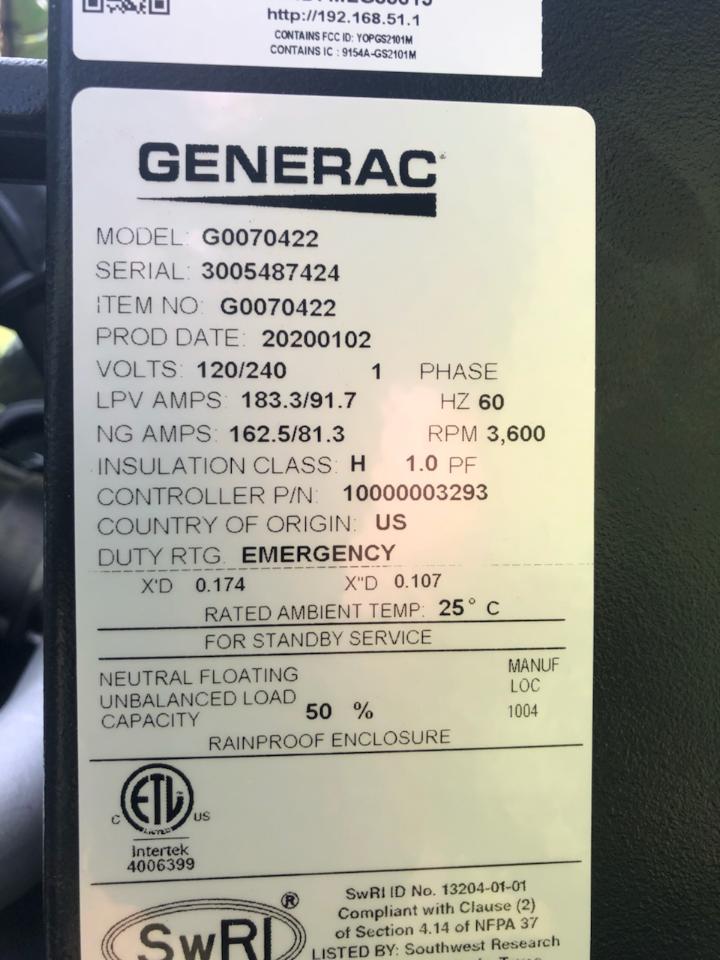 http://192.168.51.1
CONTAINS FCC ID: YOPGS2101M
CONTAINS IC : 9154A-GS2101M
GENERAC
MODEL: G0070422
SERIAL: 3005487424
ITEM NO: G0070422
PROD DATE: 20200102
VOLTS: 120/240 1 PHASE
LPV AMPS: 183.3/91.7 HZ 60
NG AMPS: 162.5/81.3 RPM 3,600
INSULATION CLASS: H 1.0 PF
CONTROLLER P/N: 10000003293
COUNTRY OF ORIGIN: US
DUTY RTG. EMERGENCY
X'D 0.174 X"D 0.107
RATED AMBIENT TEMP: 25° C
FOR STANDBY SERVICE
NEUTRAL FLOATING
UNBALANCED LOAD
CAPACITY 50 %
MANUF
LOC
1004
RAINPROOF ENCLOSURE
C ETL US
LISTED
Intertek
4006399
SwRI®
SwRI ID No. 13204-01-01
Compliant with Clause (2)
of Section 4.14 of NFPA 37
LISTED BY: Southwest Research